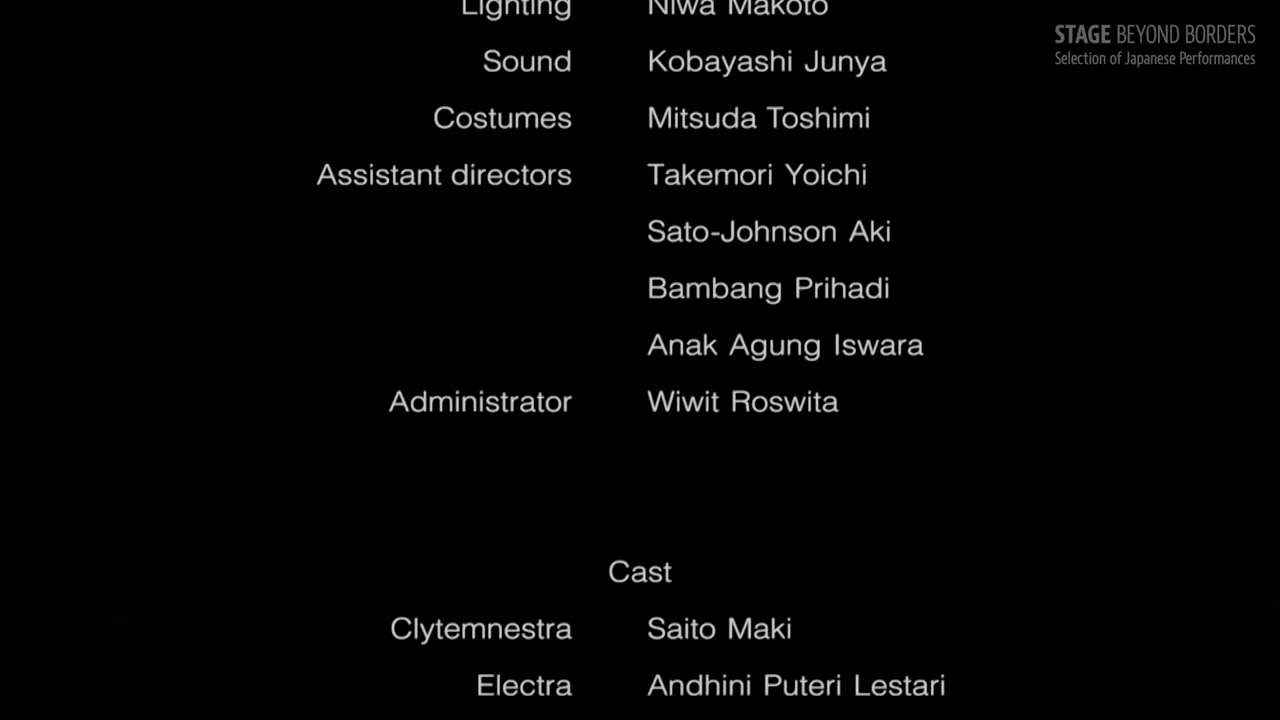 Lighting Niwa Makoto
STAGE BEYOND BORDERS
Selection of Japanese Performances
Sound Kobayashi Junya
Costumes Mitsuda Toshimi
Assistant directors Takemori Yoichi
Sato-Johnson Aki
Bambang Prihadi
Anak Agung Iswara
Administrator Wiwit Roswita
Cast
Clytemnestra Saito Maki
Electra Andhini Puteri Lestari